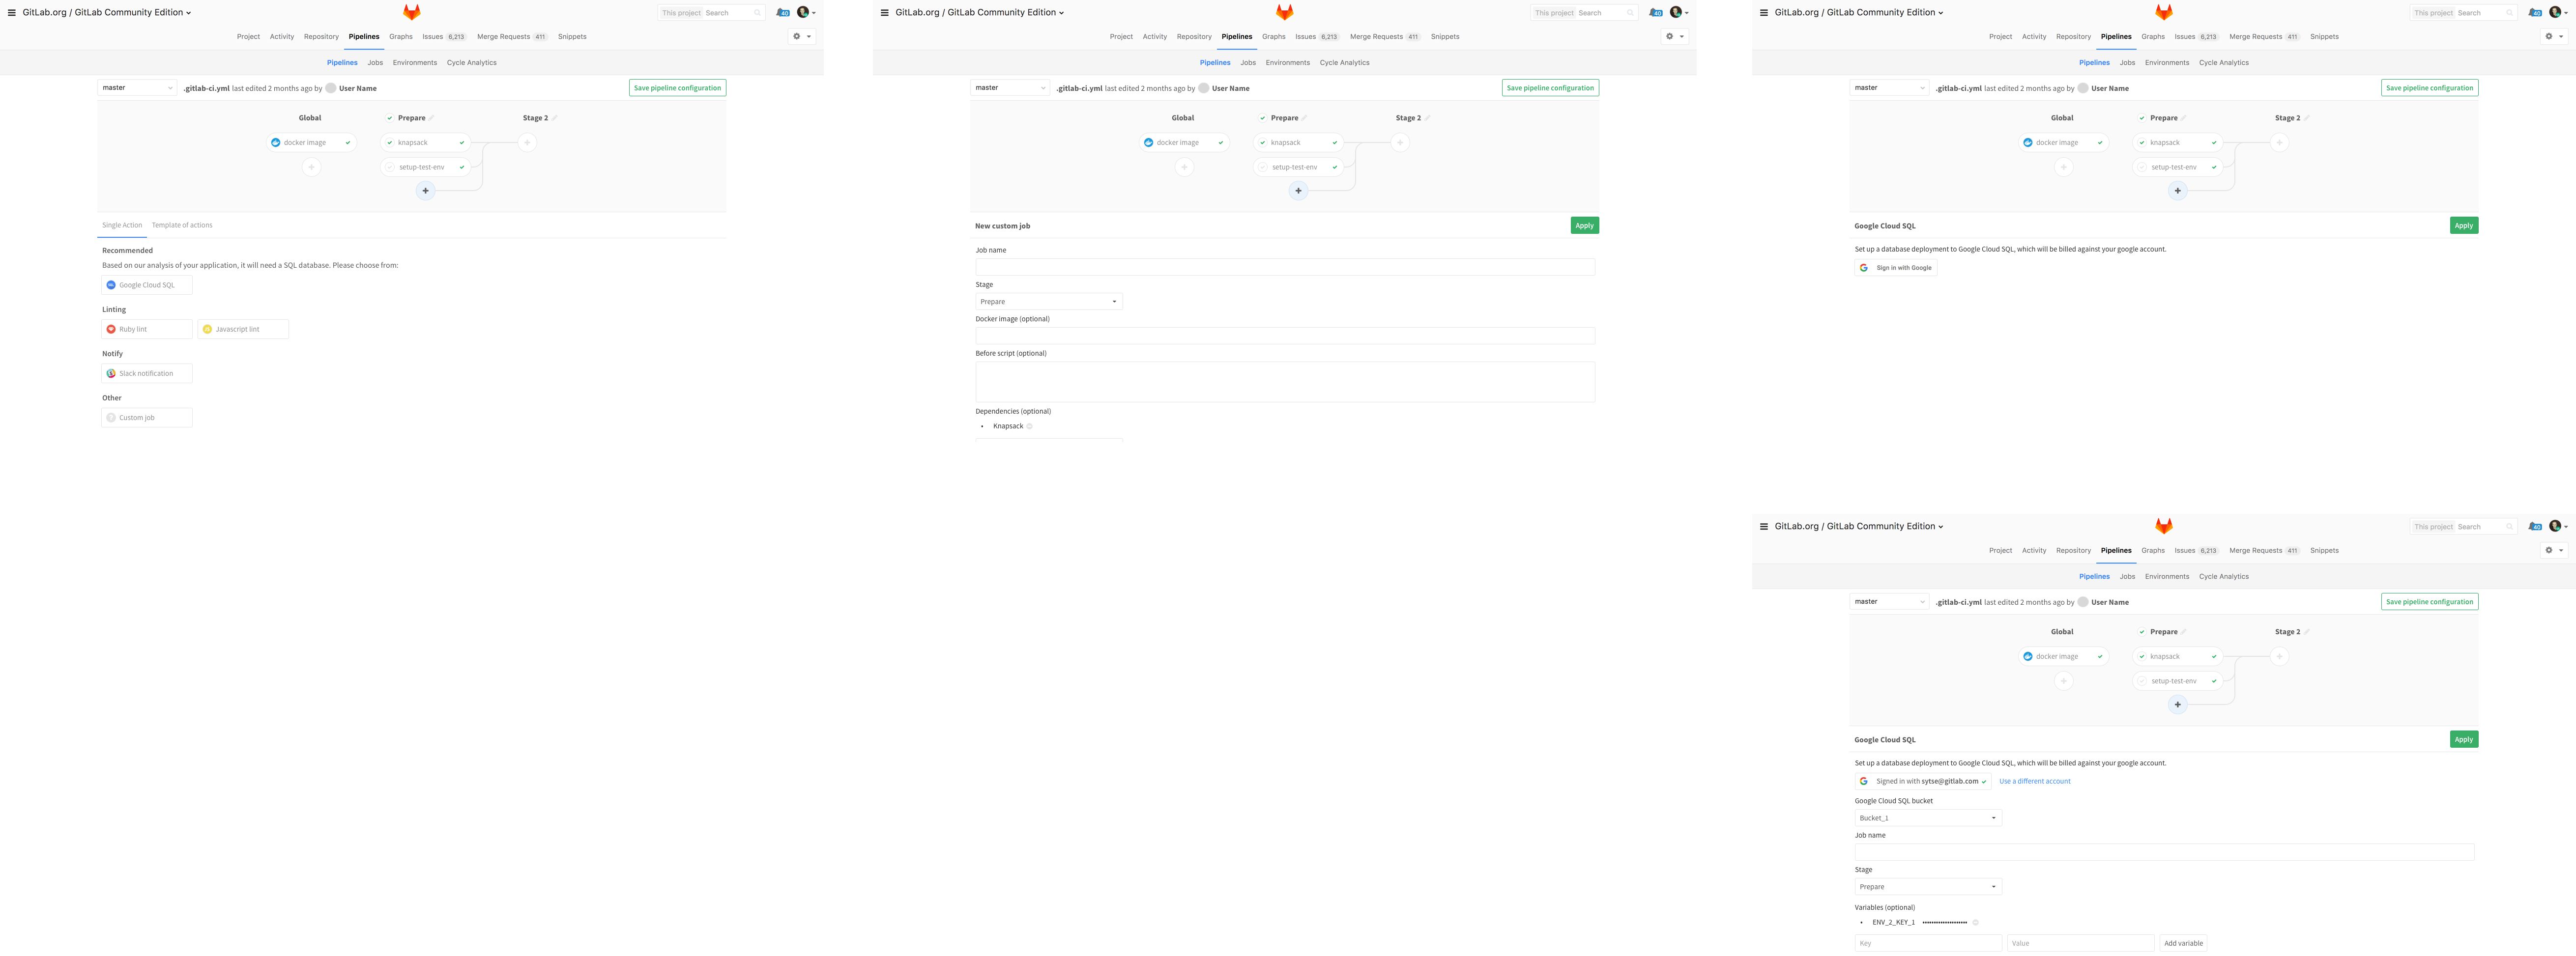 GitLab.org / GitLab Community Edition
This project Search
40
Project Activity Repository Pipelines Graphs Issues 6,213 Merge Requests 411 Snippets
Pipelines Jobs Environments Cycle Analytics
master .gitlab-ci.yml last edited 2 months ago by User Name Save pipeline configuration
Global Prepare Stage 2
docker image knapsack
setup-test-env
Single Action Template of actions
Recommended
Based on our analysis of your application, it will need a SQL database. Please choose from:
Google Cloud SQL
Linting
Ruby lint Javascript lint
Notify
Slack notification
Other
Custom job
GitLab.org / GitLab Community Edition
This project Search
40
Project Activity Repository Pipelines Graphs Issues 6,213 Merge Requests 411 Snippets
Pipelines Jobs Environments Cycle Analytics
master .gitlab-ci.yml last edited 2 months ago by User Name Save pipeline configuration
Global Prepare Stage 2
docker image knapsack
setup-test-env
New custom job Apply
Job name
Stage
Prepare
Docker image (optional)
Before script (optional)
Dependencies (optional)
• Knapsack
GitLab.org / GitLab Community Edition
This project Search
40
Project Activity Repository Pipelines Graphs Issues 6,213 Merge Requests 411 Snippets
Pipelines Jobs Environments Cycle Analytics
master .gitlab-ci.yml last edited 2 months ago by User Name Save pipeline configuration
Global Prepare Stage 2
docker image knapsack
setup-test-env
Google Cloud SQL Apply
Set up a database deployment to Google Cloud SQL, which will be billed against your google account.
Sign in with Google
GitLab.org / GitLab Community Edition
This project Search
40
Project Activity Repository Pipelines Graphs Issues 6,213 Merge Requests 411 Snippets
Pipelines Jobs Environments Cycle Analytics
master .gitlab-ci.yml last edited 2 months ago by User Name Save pipeline configuration
Global Prepare Stage 2
docker image knapsack
setup-test-env
Google Cloud SQL Apply
Set up a database deployment to Google Cloud SQL, which will be billed against your google account.
Signed in with sytse@gitlab.com Use a different account
Google Cloud SQL bucket
Bucket_1
Job name
Stage
Prepare
Variables (optional)
• ENV_2_KEY_1 ••••••••••••••••••••
Key Value Add variable